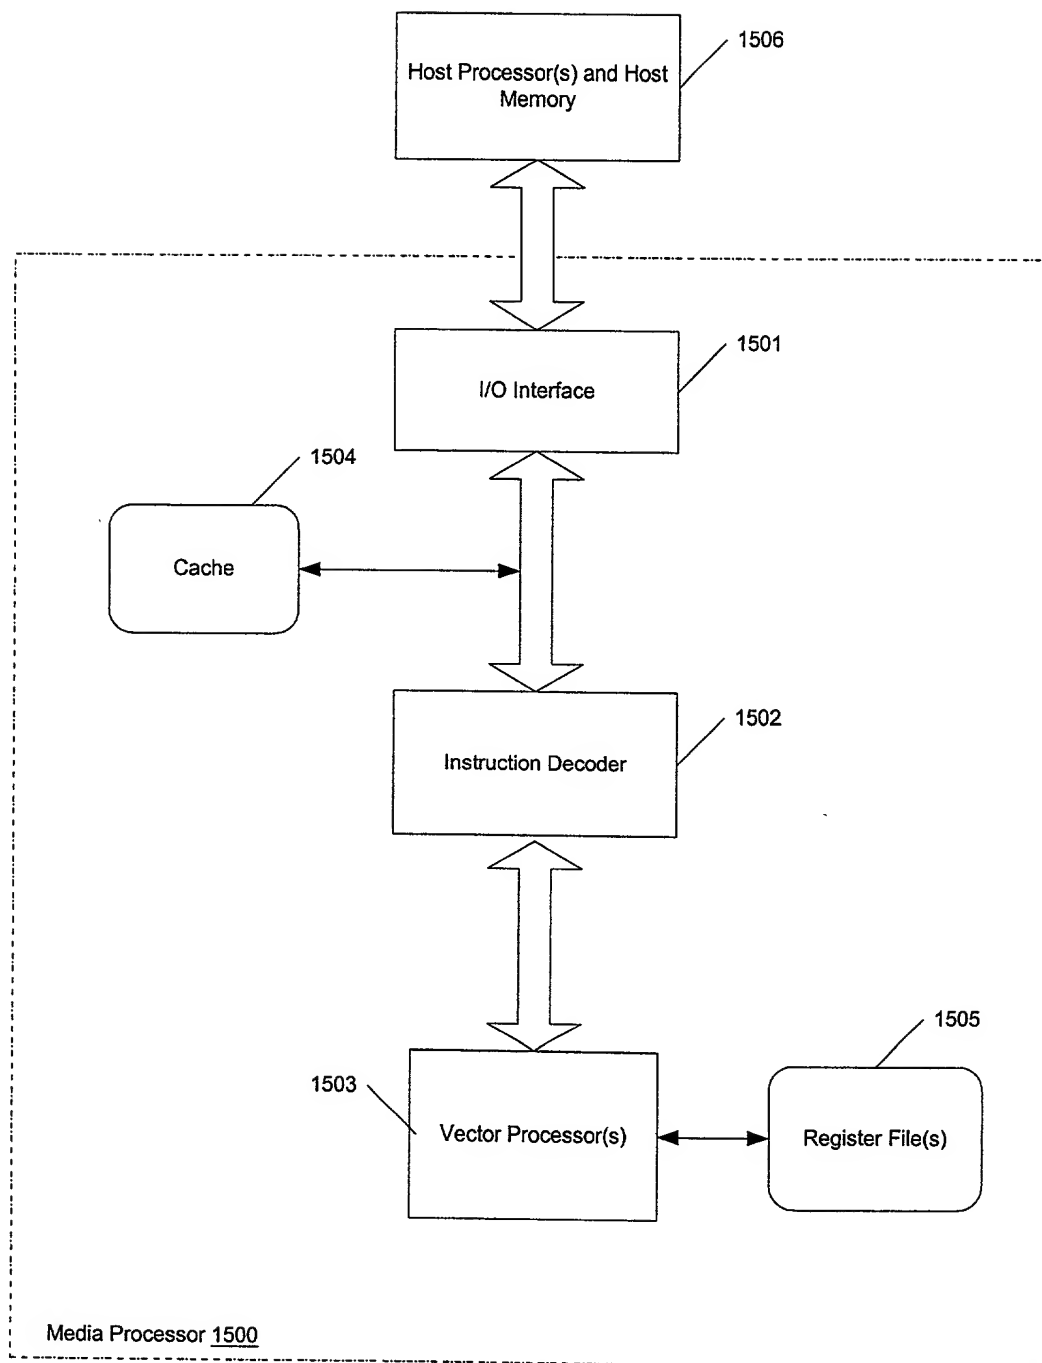 1506
Host Processor(s) and Host
Memory
1501
I/O Interface
1504
Cache
1502
Instruction Decoder
1505
1503
Vector Processor(s)
Register File(s)
Media Processor 1500